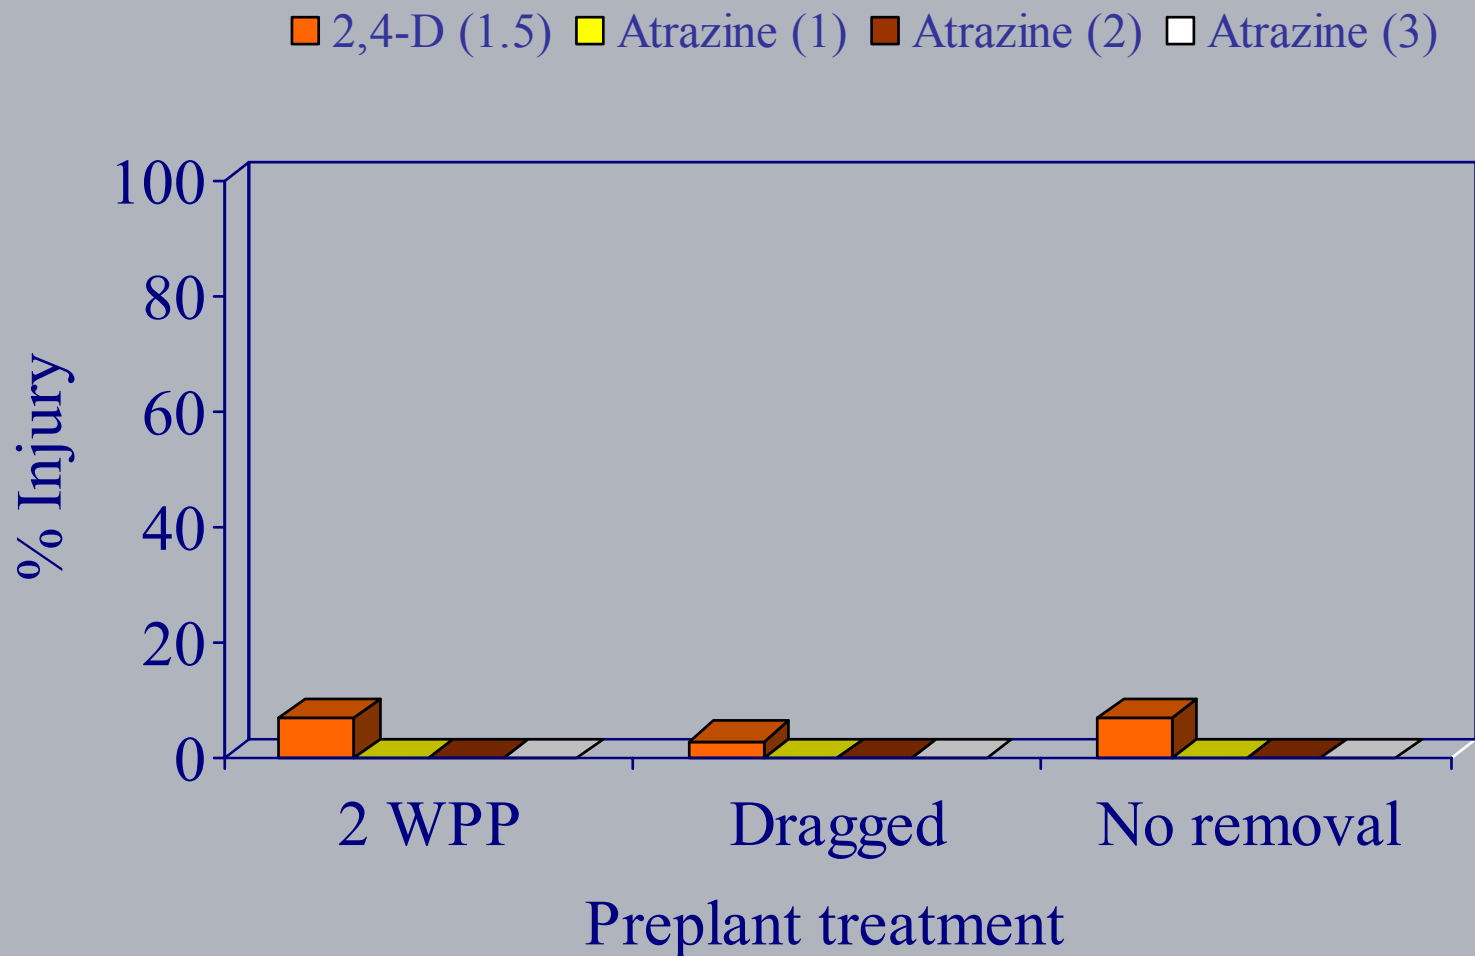 2,4-D (1.5) Atrazine (1) Atrazine (2) Atrazine (3)
100
80
60
40
20
0
% Injury
2 WPP Dragged No removal
Preplant treatment